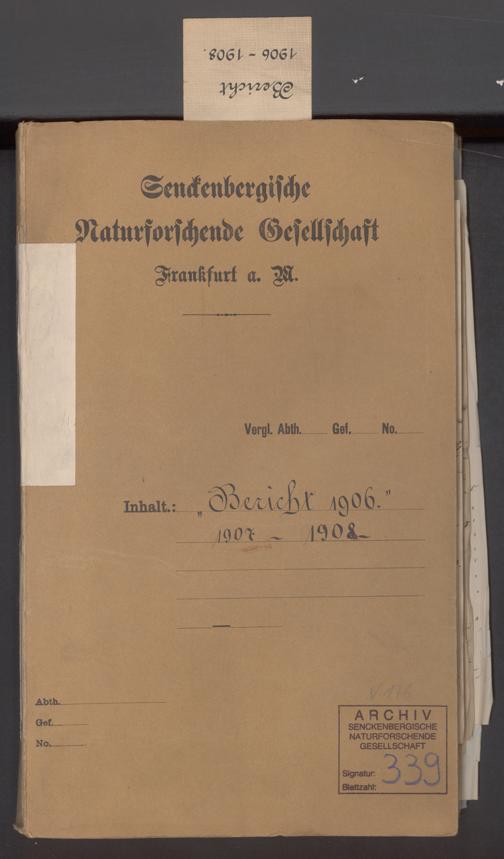 Bericht
1906 - 1908.
Senckenbergische
Naturforschende Gesellschaft
Frankfurt a. M.
Vergl. Abth. Gef. No.
Inhalt.: „Bericht 1906."
1907 - 1908-
Abth.
Gef.
No.
V 176
ARCHIV
SENCKENBERGISCHE
NATURFORSCHENDE
GESELLSCHAFT
Signatur: 339
Blattzahl: